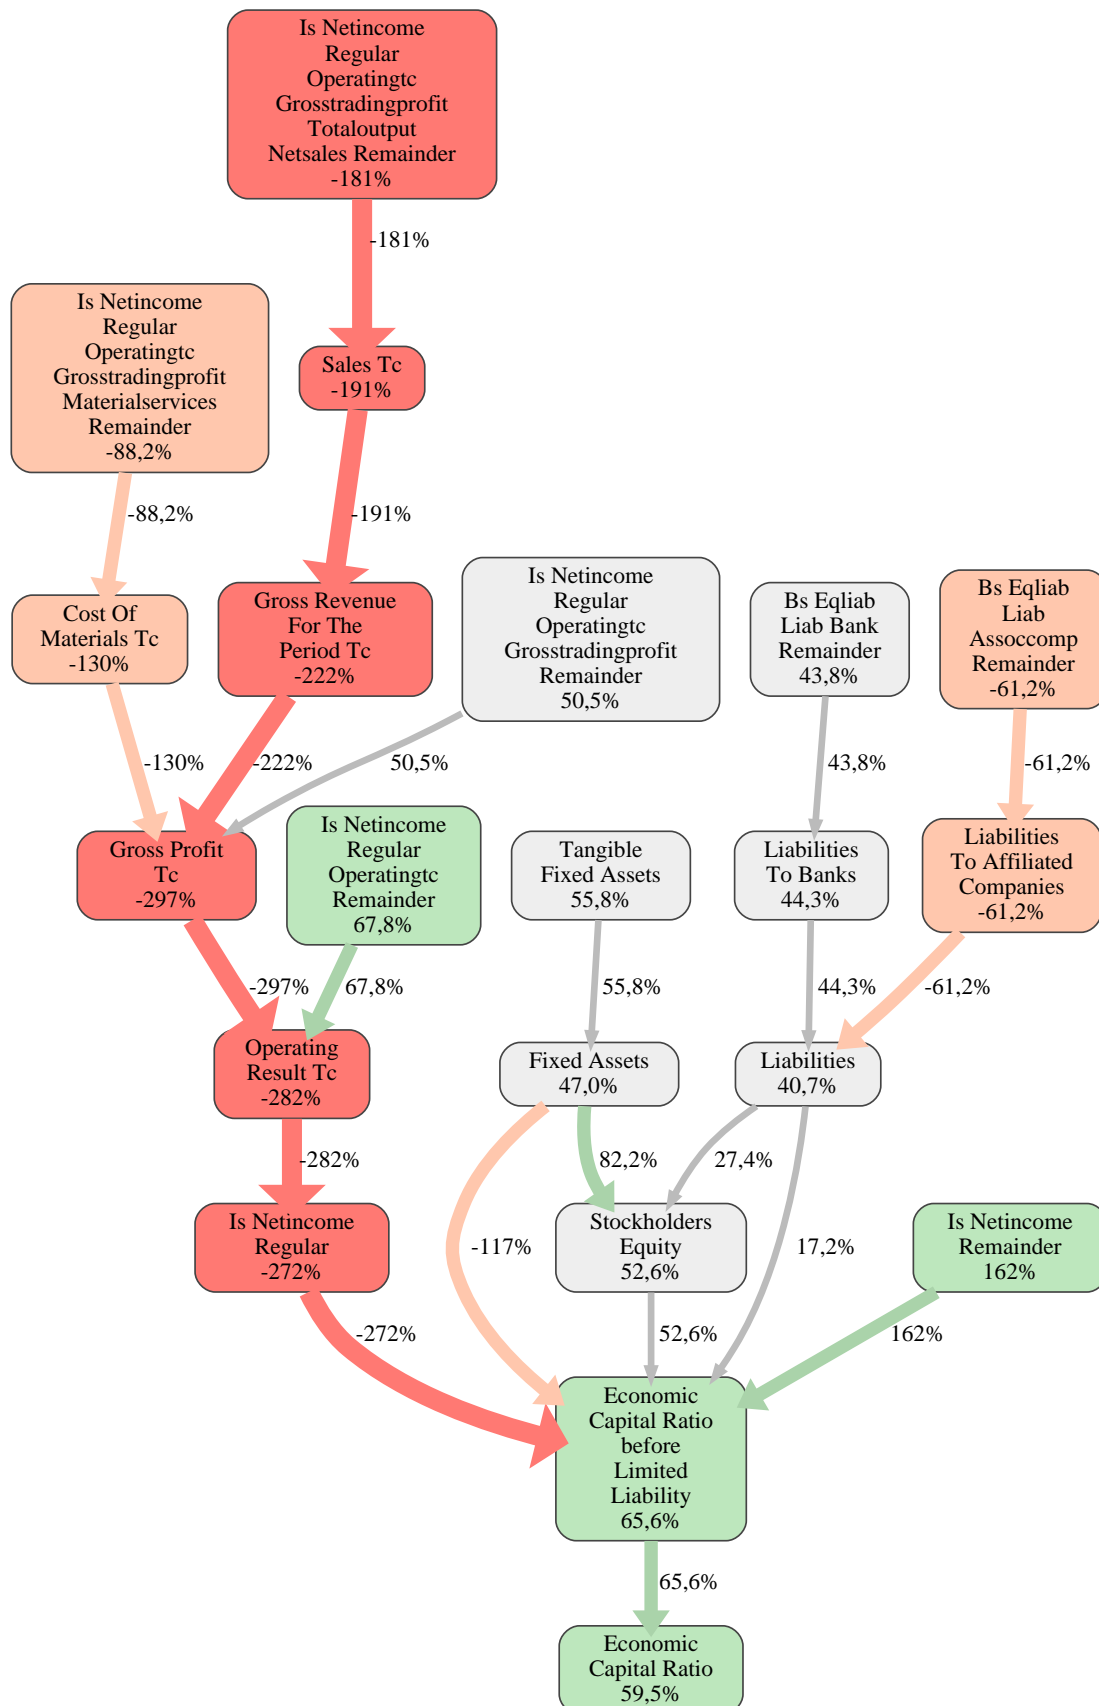 Is Netincome
Regular
Operatingtc
Grosstradingprofit
Totaloutput
Netsales Remainder
-181%
-181%
Is Netincome
Regular
Operatingtc
Grosstradingprofit
Materialservices
Remainder
-88,2%
Sales Tc
-191%
-88,2%
-191%
Cost Of
Materials Tc
-130%
Gross Revenue
For The
Period Tc
-222%
Is Netincome
Regular
Operatingtc
Grosstradingprofit
Remainder
50,5%
Bs Eqliab
Liab Bank
Remainder
43,8%
Bs Eqliab
Liab
Assoccomp
Remainder
-61,2%
-130%
-222%
50,5%
43,8%
-61,2%
Gross Profit
Tc
-297%
Is Netincome
Regular
Operatingtc
Remainder
67,8%
Tangible
Fixed Assets
55,8%
Liabilities
To Banks
44,3%
Liabilities
To Affiliated
Companies
-61,2%
-297%
67,8%
55,8%
44,3%
-61,2%
Operating
Result Tc
-282%
Fixed Assets
47,0%
Liabilities
40,7%
-282%
82,2%
27,4%
Is Netincome
Regular
-272%
-117%
Stockholders
Equity
52,6%
17,2%
Is Netincome
Remainder
162%
-272%
52,6%
162%
Economic
Capital Ratio
before
Limited
Liability
65,6%
65,6%
Economic
Capital Ratio
59,5%